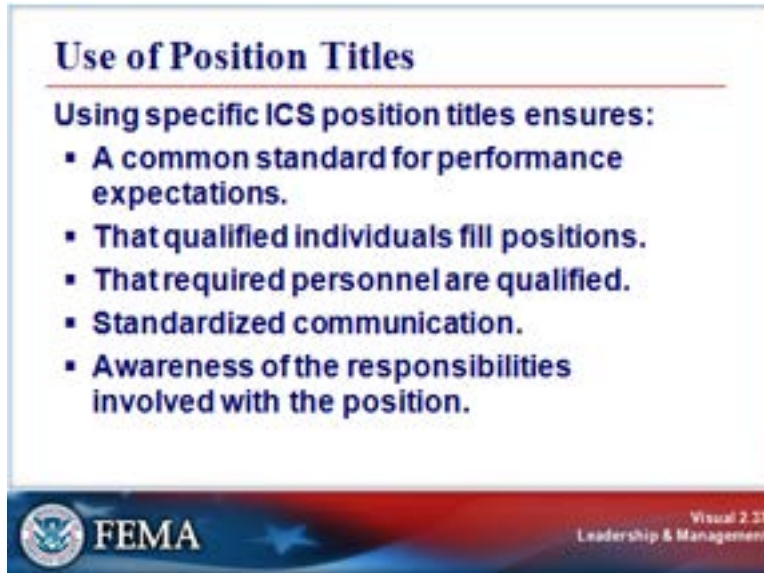 Use of Position Titles
Using specific ICS position titles ensures:
▪ A common standard for performance
expectations.
▪ That qualified individuals fill positions.
▪ That required personnel are qualified.
▪ Standardized communication.
▪ Awareness of the responsibilities
involved with the position.
FEMA
Visual
Leadership & Management